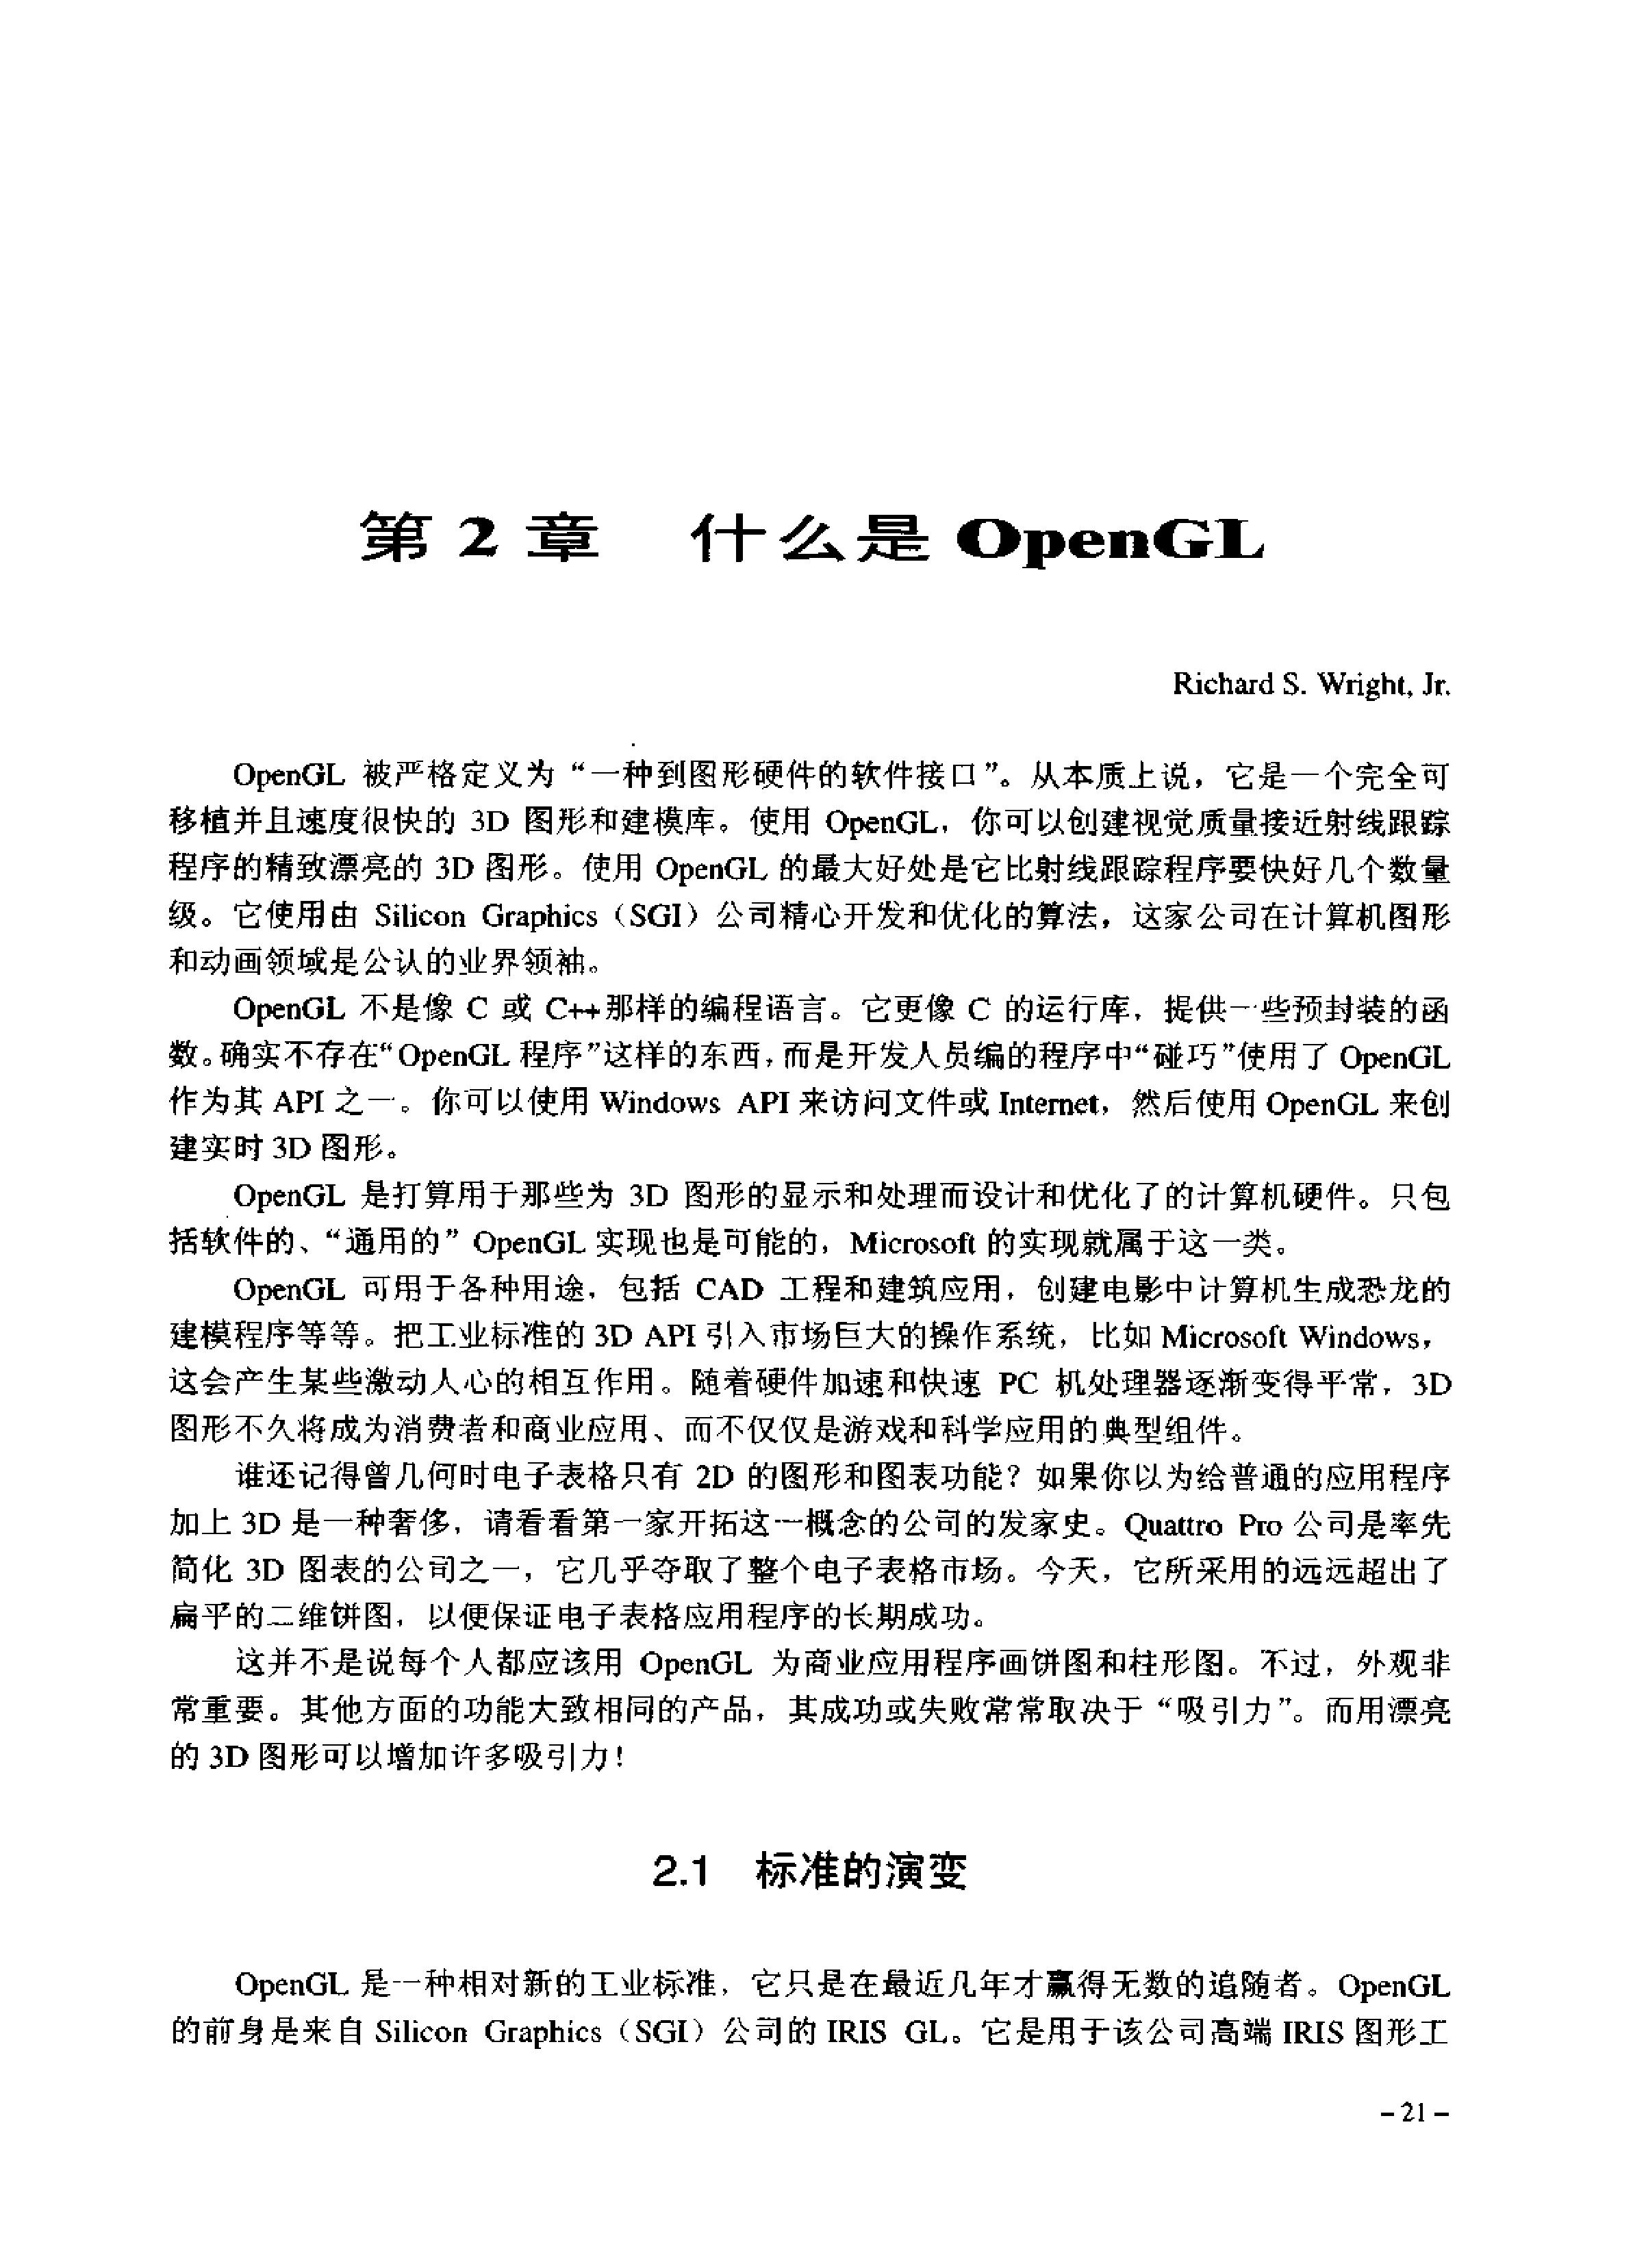 第 2 章　什么是 OpenGL
Richard S. Wright, Jr.
OpenGL 被严格定义为“一种到图形硬件的软件接口”。从本质上说，它是一个完全可
移植并且速度很快的 3D 图形和建模库。使用 OpenGL，你可以创建视觉质量接近射线跟踪
程序的精致漂亮的 3D 图形。使用 OpenGL 的最大好处是它比射线跟踪程序要快好几个数量
级。它使用由 Silicon Graphics（SGI）公司精心开发和优化的算法，这家公司在计算机图形
和动画领域是公认的业界领袖。
OpenGL 不是像 C 或 C++那样的编程语言。它更像 C 的运行库，提供一些预封装的函
数。确实不存在“OpenGL 程序”这样的东西，而是开发人员编的程序中“碰巧”使用了 OpenGL
作为其 API 之一。你可以使用 Windows API 来访问文件或 Internet，然后使用 OpenGL 来创
建实时 3D 图形。
OpenGL 是打算用于那些为 3D 图形的显示和处理而设计和优化了的计算机硬件。只包
括软件的、“通用的”OpenGL 实现也是可能的，Microsoft 的实现就属于这一类。
OpenGL 可用于各种用途，包括 CAD 工程和建筑应用，创建电影中计算机生成恐龙的
建模程序等等。把工业标准的 3D API 引入市场巨大的操作系统，比如 Microsoft Windows，
这会产生某些激动人心的相互作用。随着硬件加速和快速 PC 机处理器逐渐变得平常，3D
图形不久将成为消费者和商业应用、而不仅仅是游戏和科学应用的典型组件。
谁还记得曾几何时电子表格只有 2D 的图形和图表功能？如果你以为给普通的应用程序
加上 3D 是一种奢侈，请看看第一家开拓这一概念的公司的发家史。Quattro Pro 公司是率先
简化 3D 图表的公司之一，它几乎夺取了整个电子表格市场。今天，它所采用的远远超出了
扁平的二维饼图，以便保证电子表格应用程序的长期成功。
这并不是说每个人都应该用 OpenGL 为商业应用程序画饼图和柱形图。不过，外观非
常重要。其他方面的功能大致相同的产品，其成功或失败常常取决于“吸引力”。而用漂亮
的 3D 图形可以增加许多吸引力！
2.1　标准的演变
OpenGL 是一种相对新的工业标准，它只是在最近几年才赢得无数的追随者。OpenGL
的前身是来自 Silicon Graphics（SGI）公司的 IRIS GL。它是用于该公司高端 IRIS 图形工
– 21 –